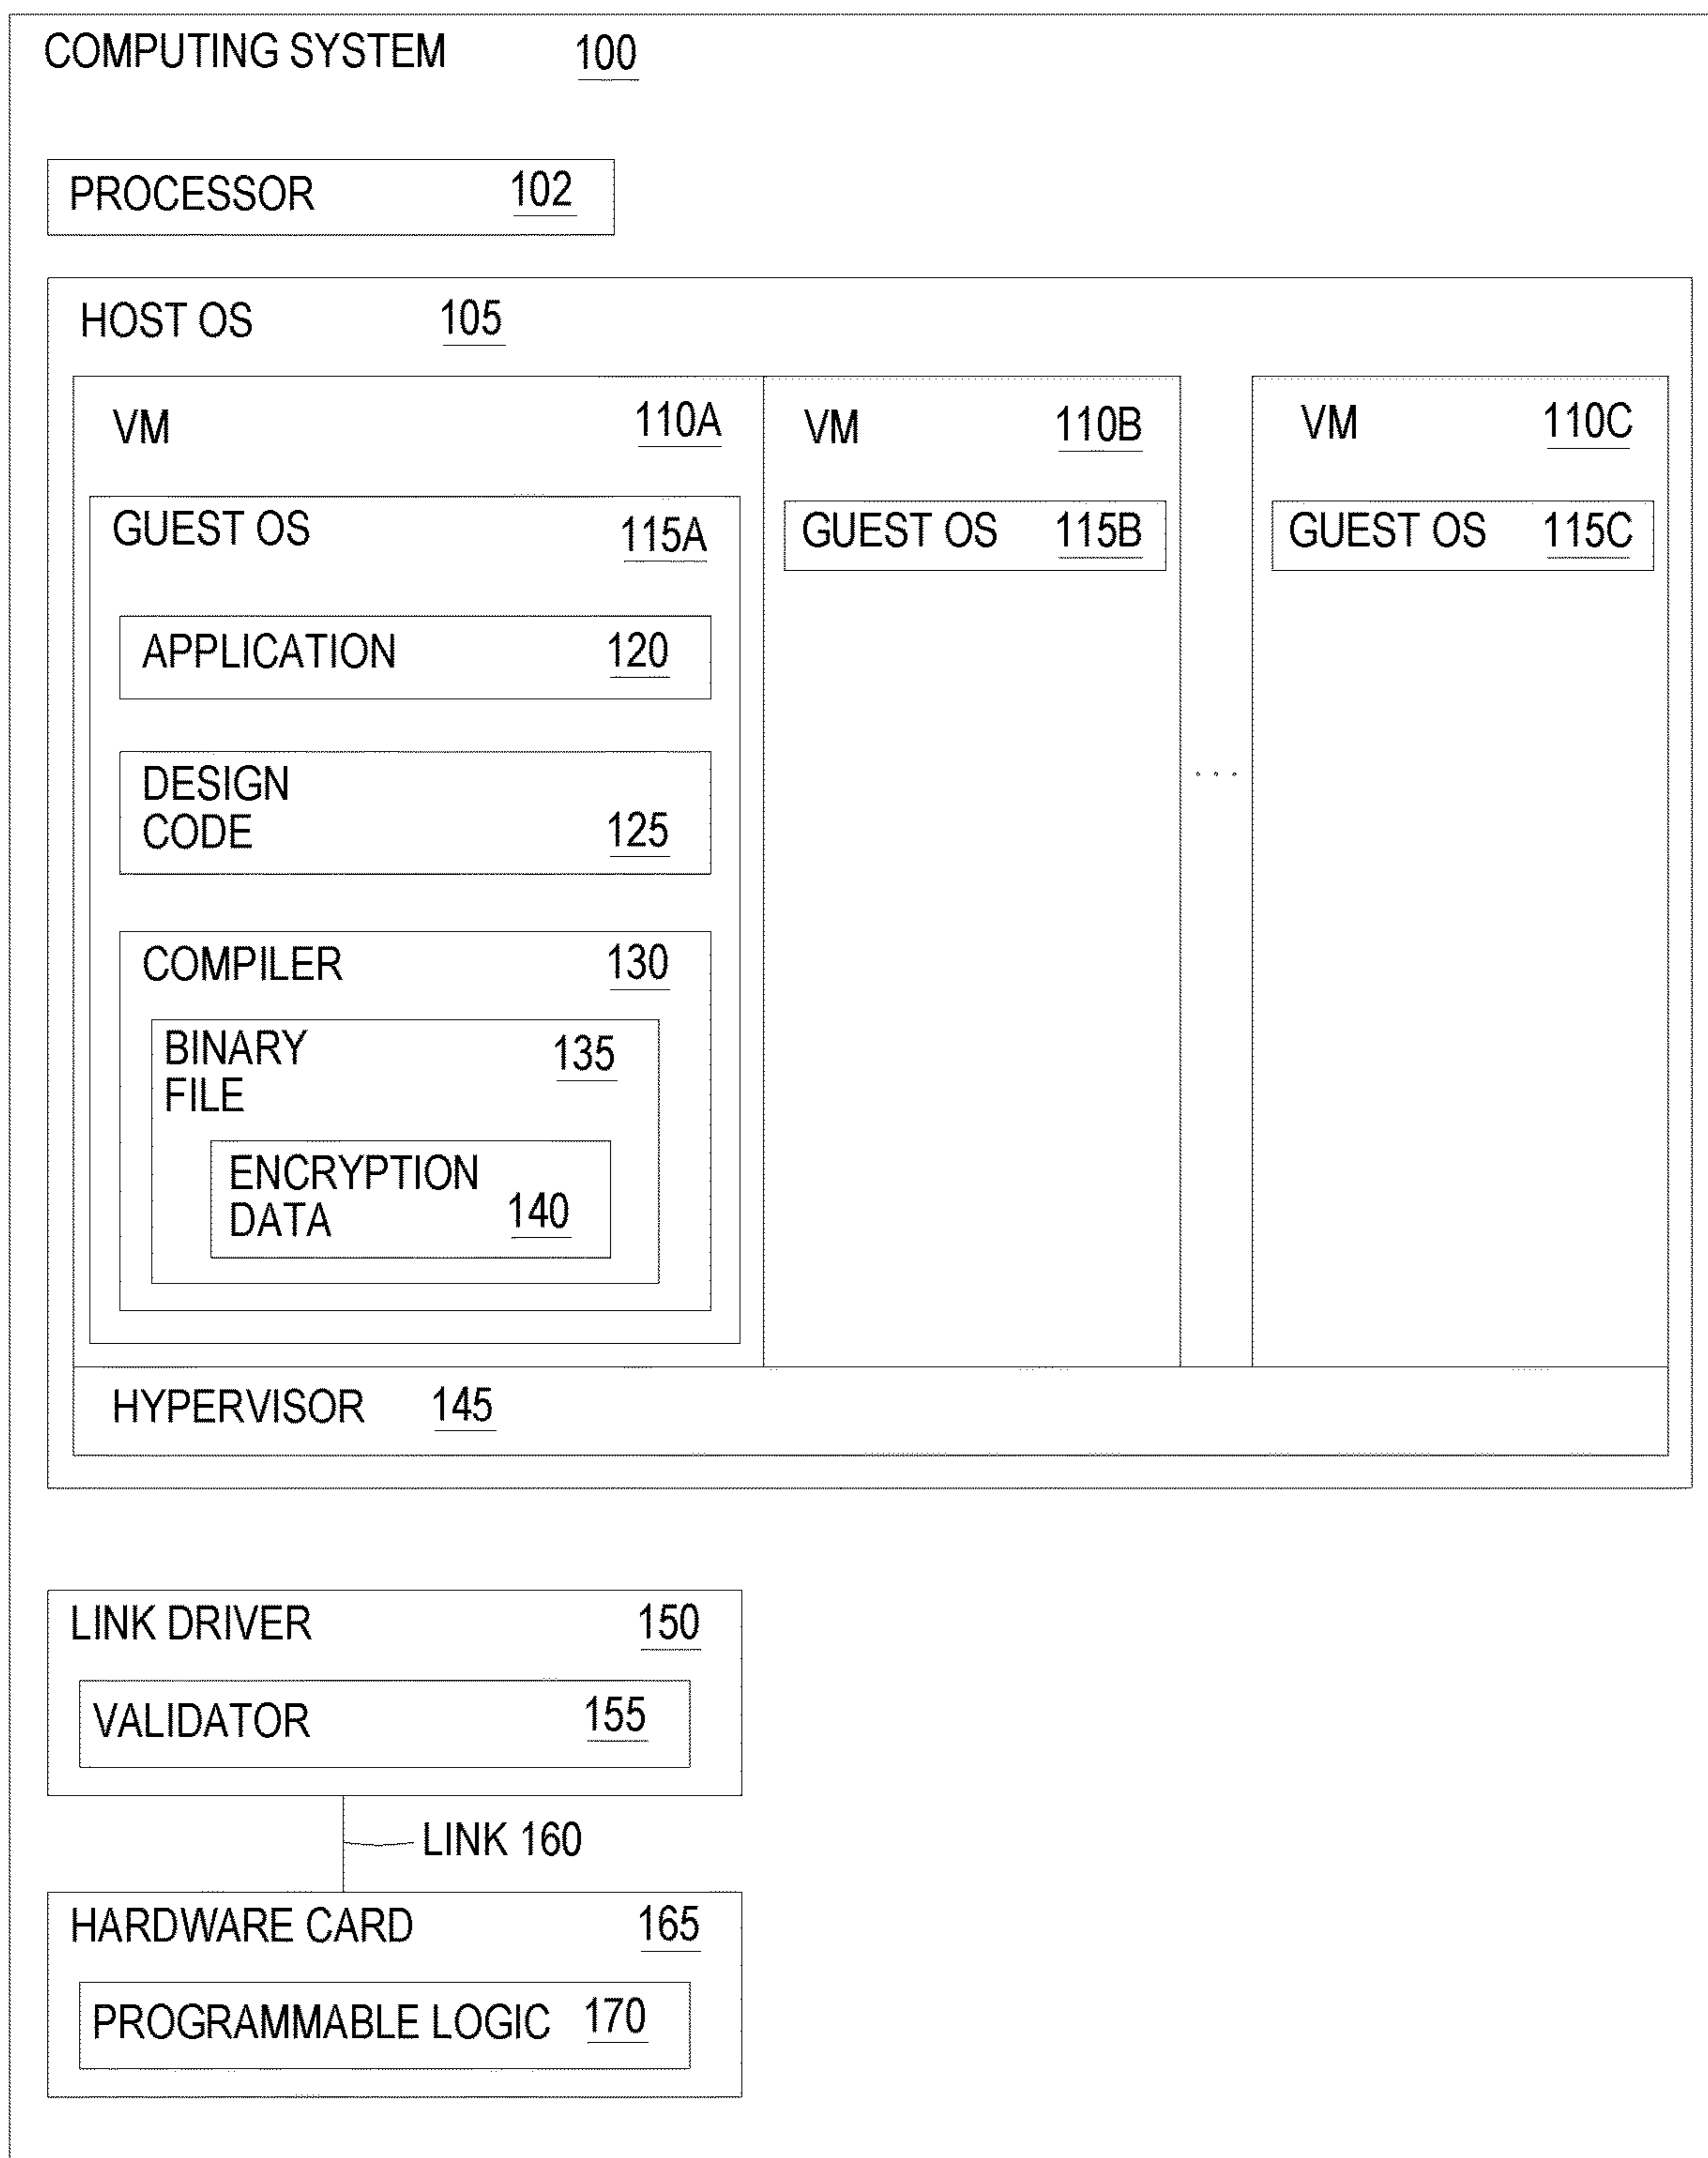 COMPUTING SYSTEM 100
PROCESSOR 102
HOST OS 105
VM 110A
VM 110B
VM 110C
GUEST OS 115A
GUEST OS 115B
GUEST OS 115C
APPLICATION 120
DESIGN
CODE 125
COMPILER 130
BINARY 135
FILE
ENCRYPTION
DATA 140
. . .
HYPERVISOR 145
LINK DRIVER 150
VALIDATOR 155
LINK 160
HARDWARE CARD 165
PROGRAMMABLE LOGIC 170